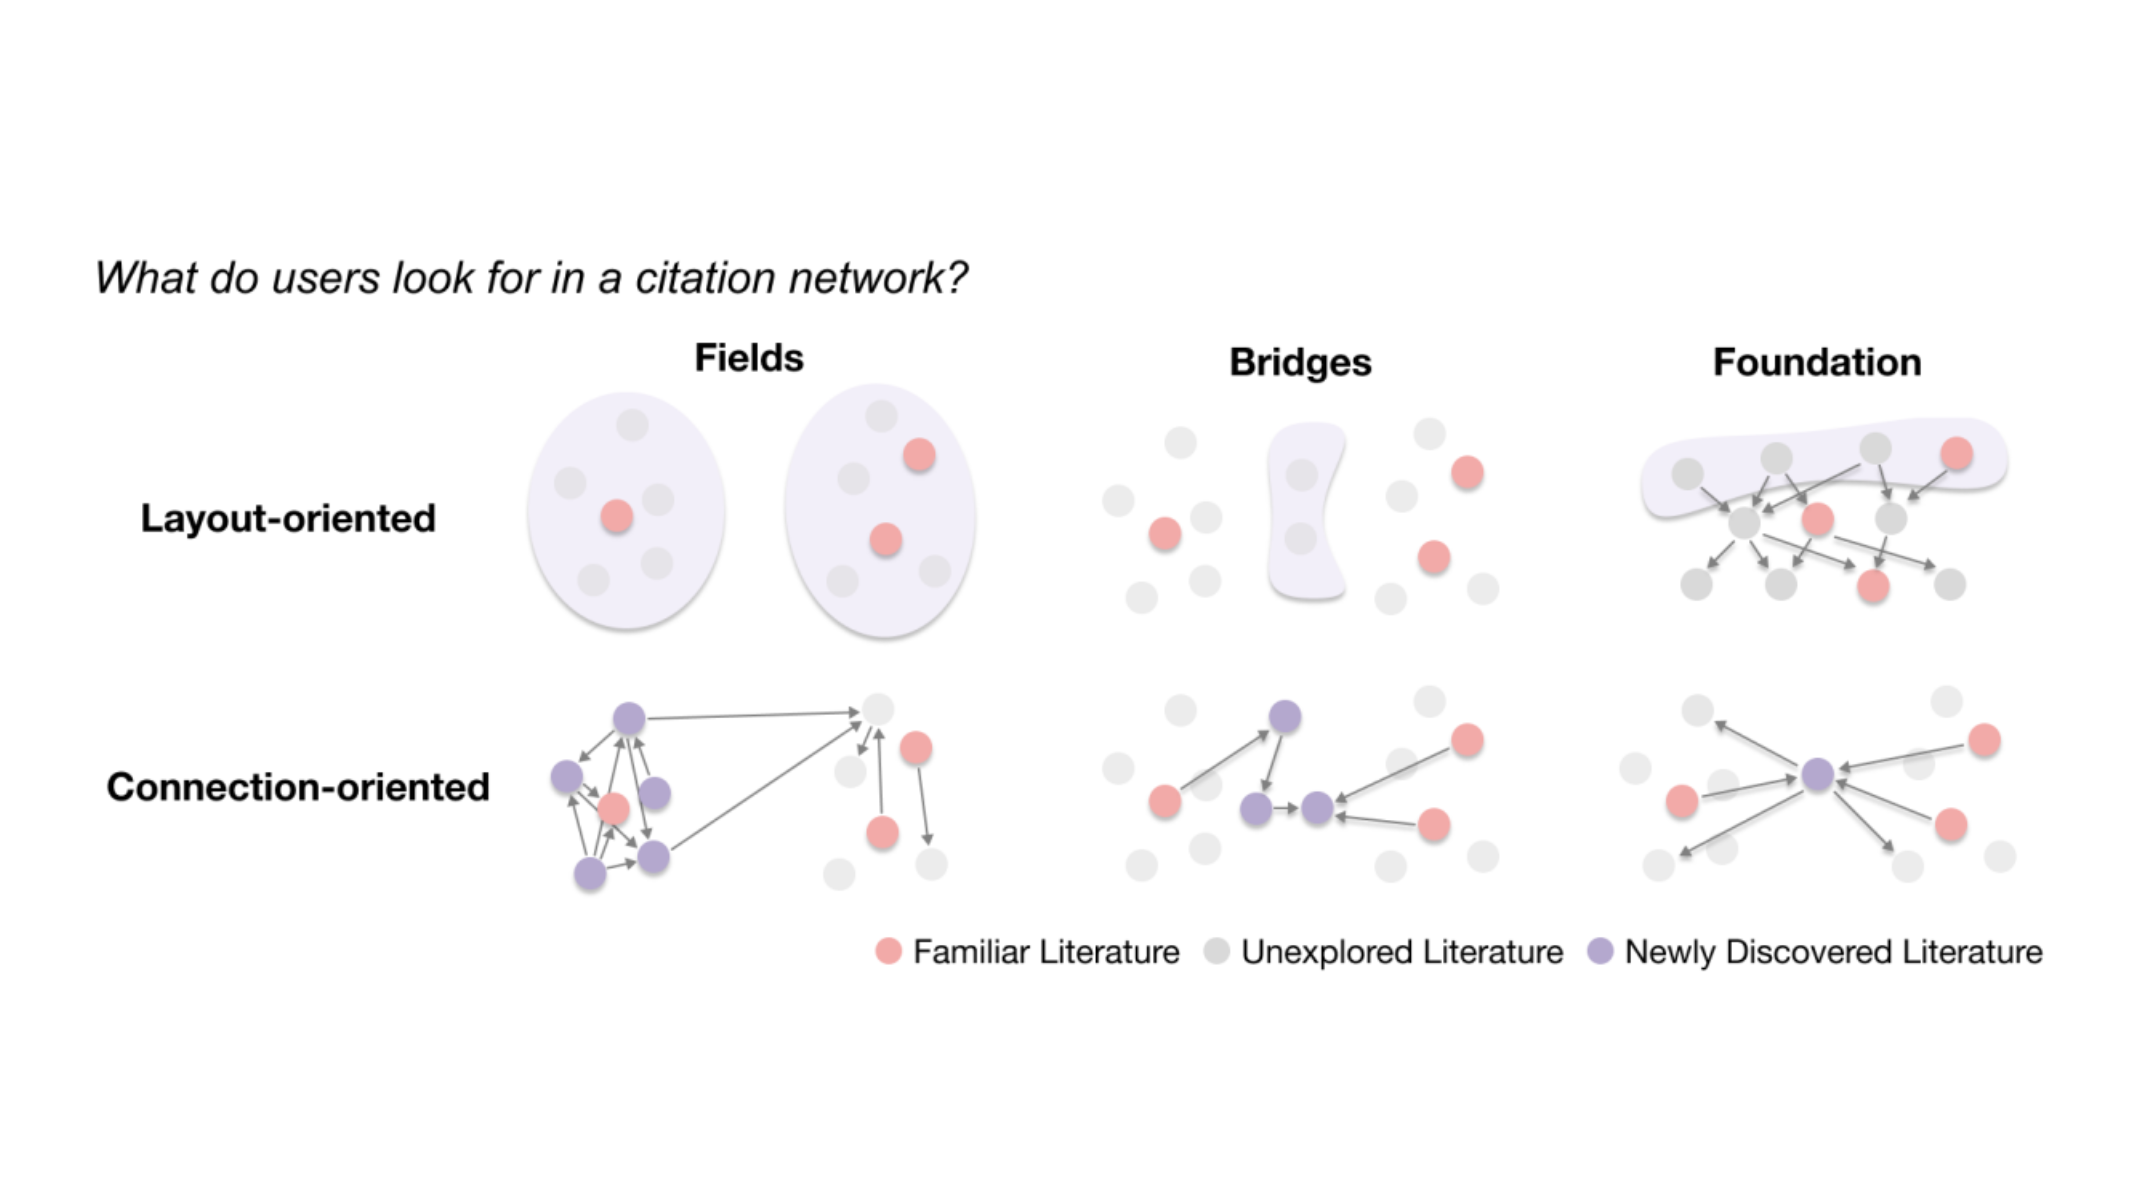 What do users look for in a citation network?
Fields
Bridges
Foundation
Layout-oriented
Connection-oriented
Familiar Literature
Unexplored Literature
Newly Discovered Literature